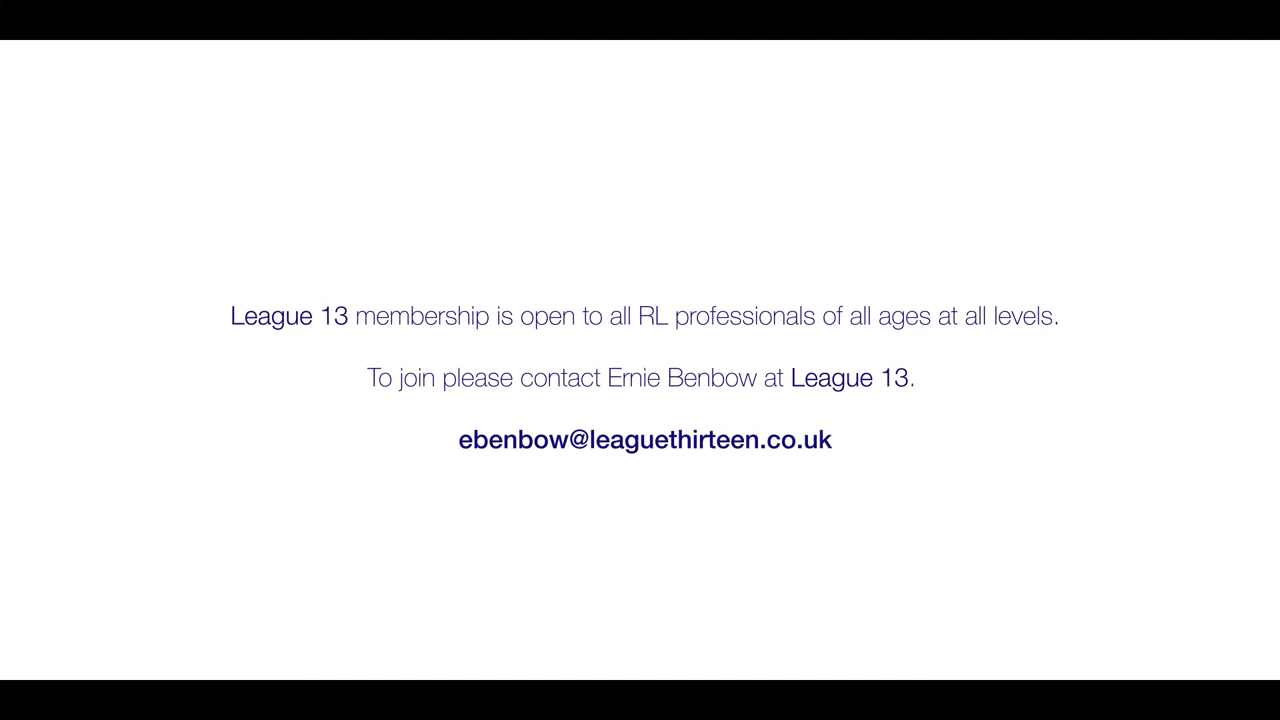 League 13 membership is open to all RL professionals of all ages at all levels.
To join please contact Ernie Benbow at League 13.
ebenbow@leaguethirteen.co.uk